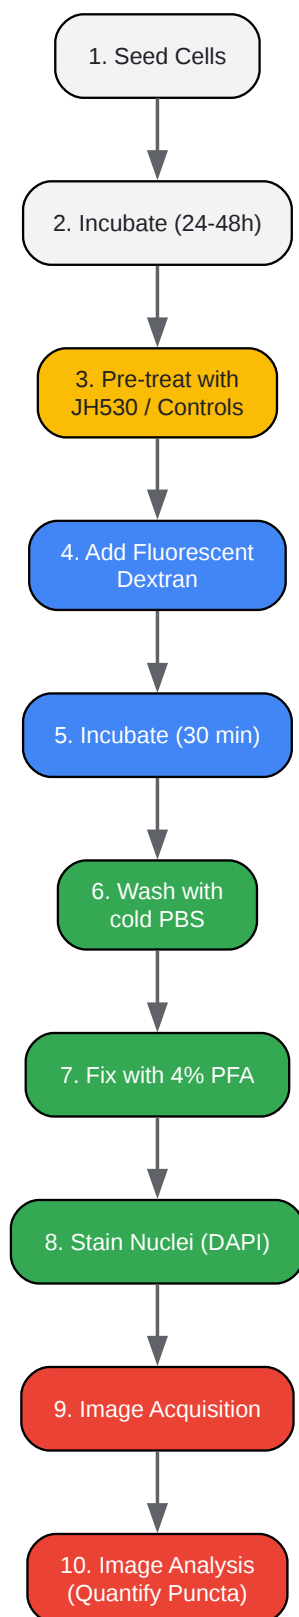 1. Seed Cells
2. Incubate (24-48h)
3. Pre-treat with
JH530 / Controls
4. Add Fluorescent
Dextran
5. Incubate (30 min)
6. Wash with
cold PBS
7. Fix with 4% PFA
8. Stain Nuclei (DAPI)
9. Image Acquisition
10. Image Analysis
(Quantify Puncta)